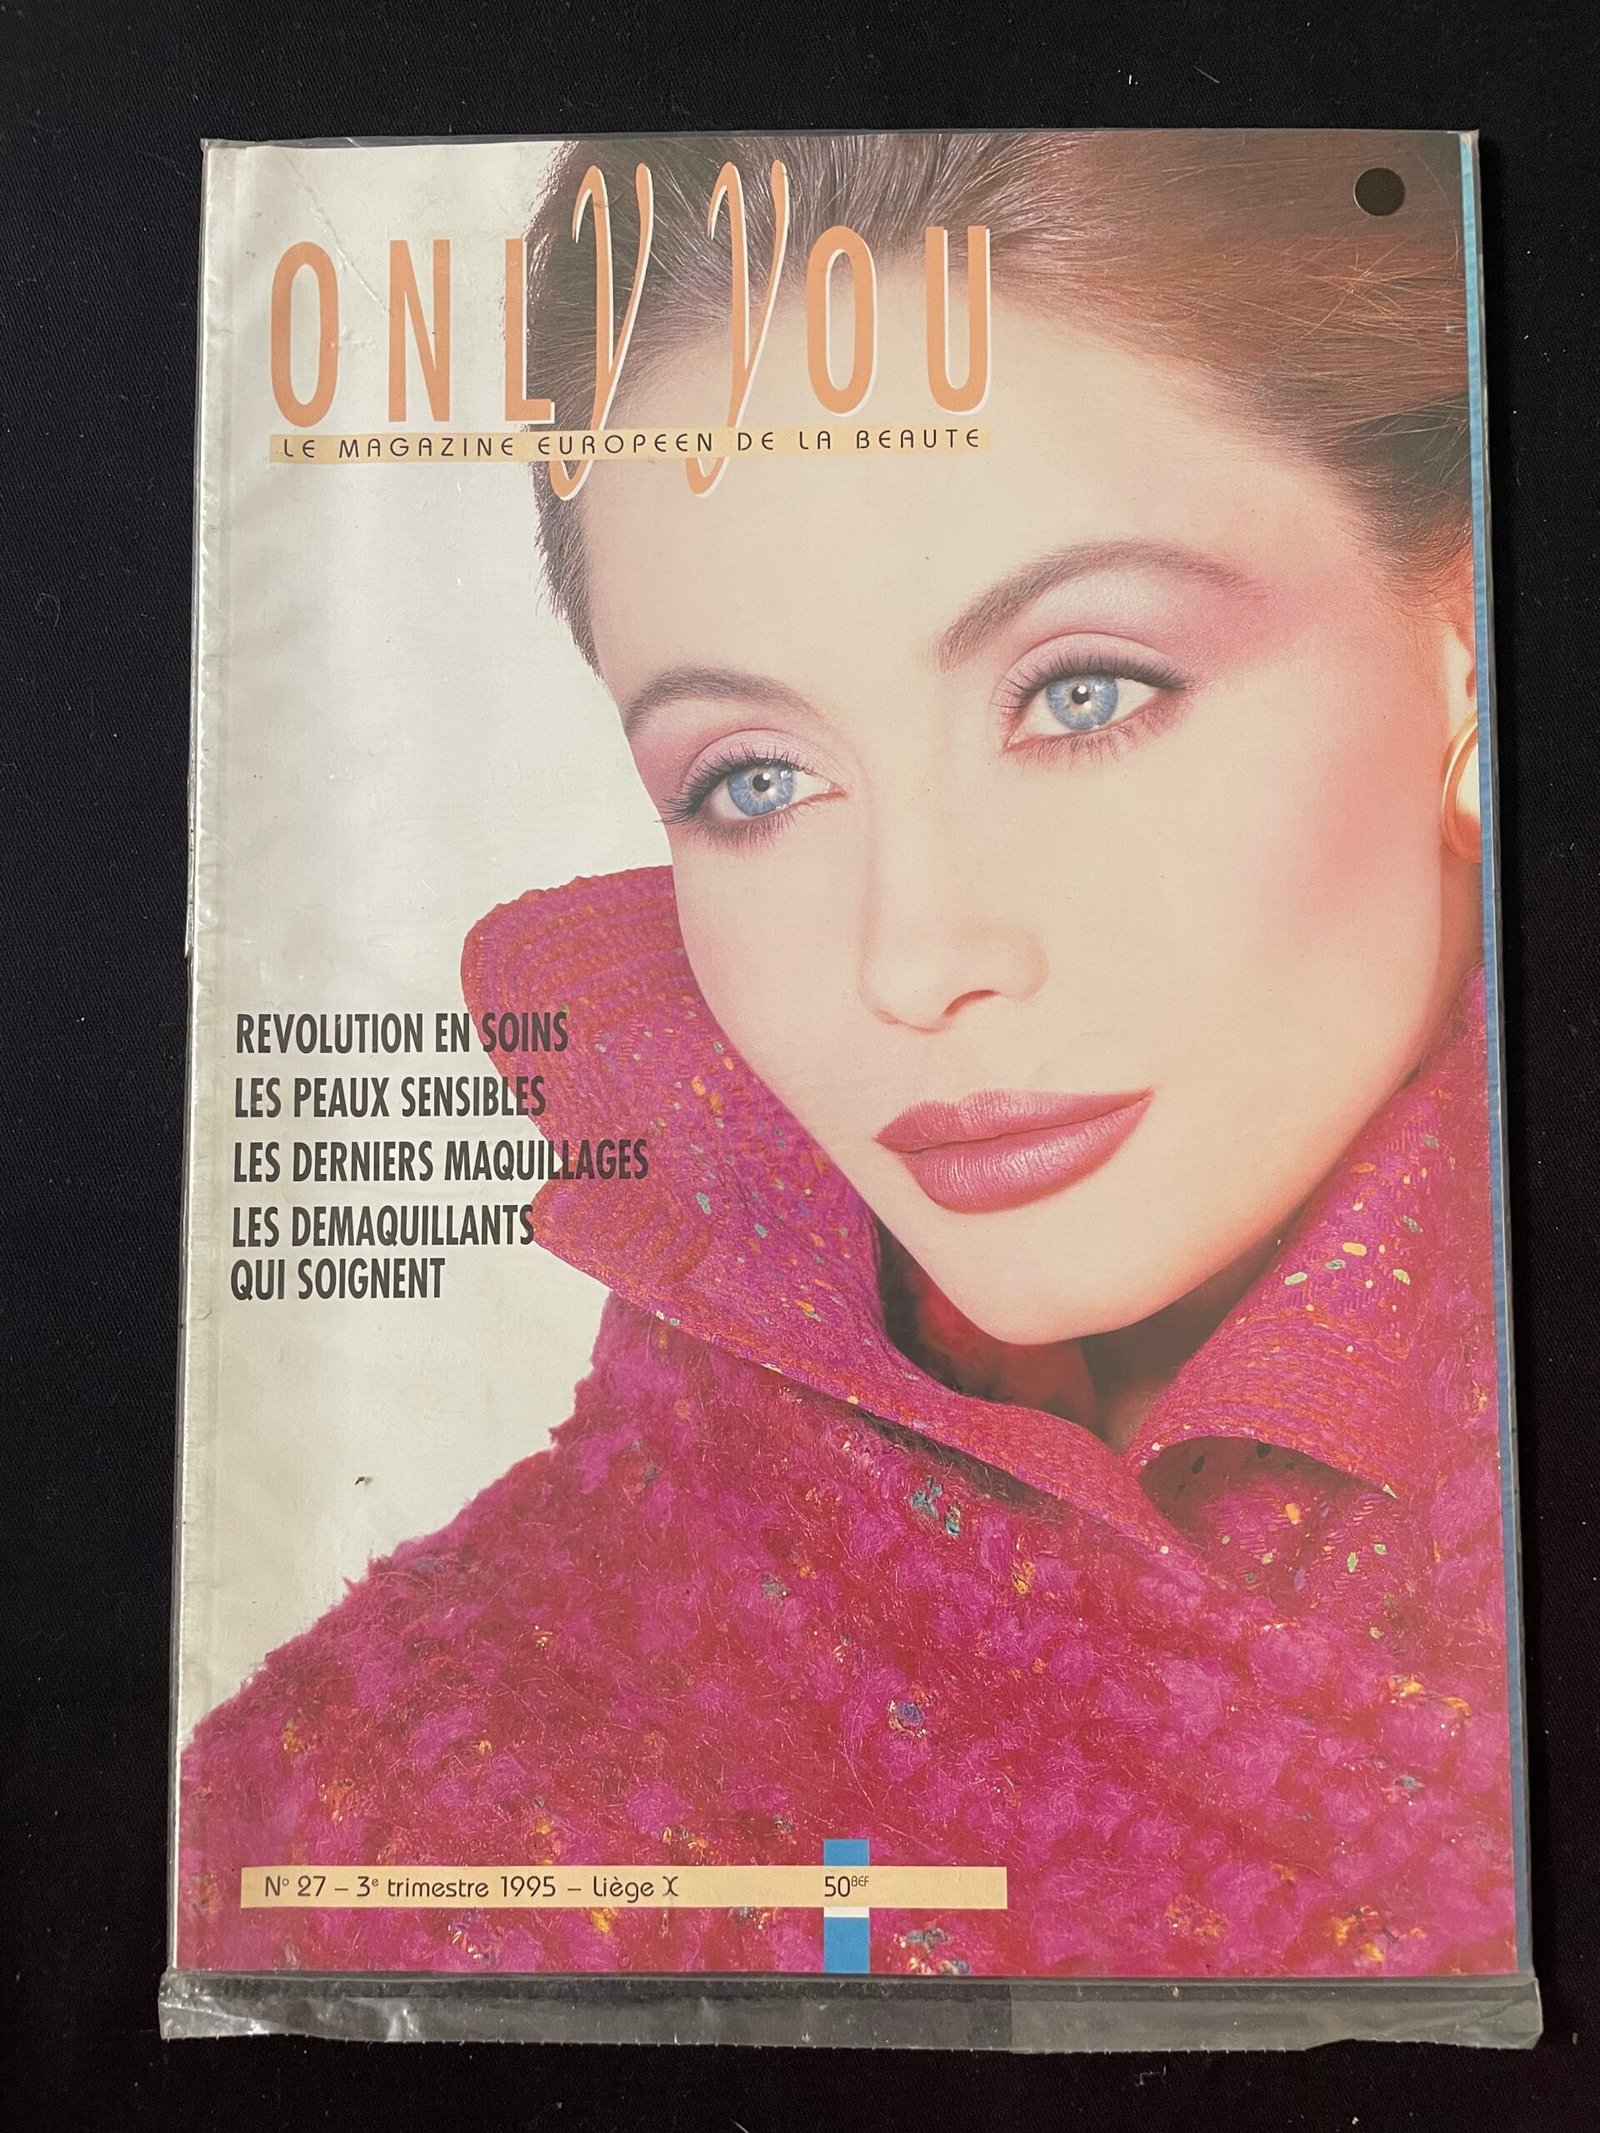 ONLY YOU
LE MAGAZINE EUROPEEN DE LA BEAUTE
REVOLUTION EN SOINS
LES PEAUX SENSIBLES
LES DERNIERS MAQUILLAGES
LES DEMAQUILLANTS
QUI SOIGNENT
N° 27 – 3e trimestre 1995 – Liège X 50BEF